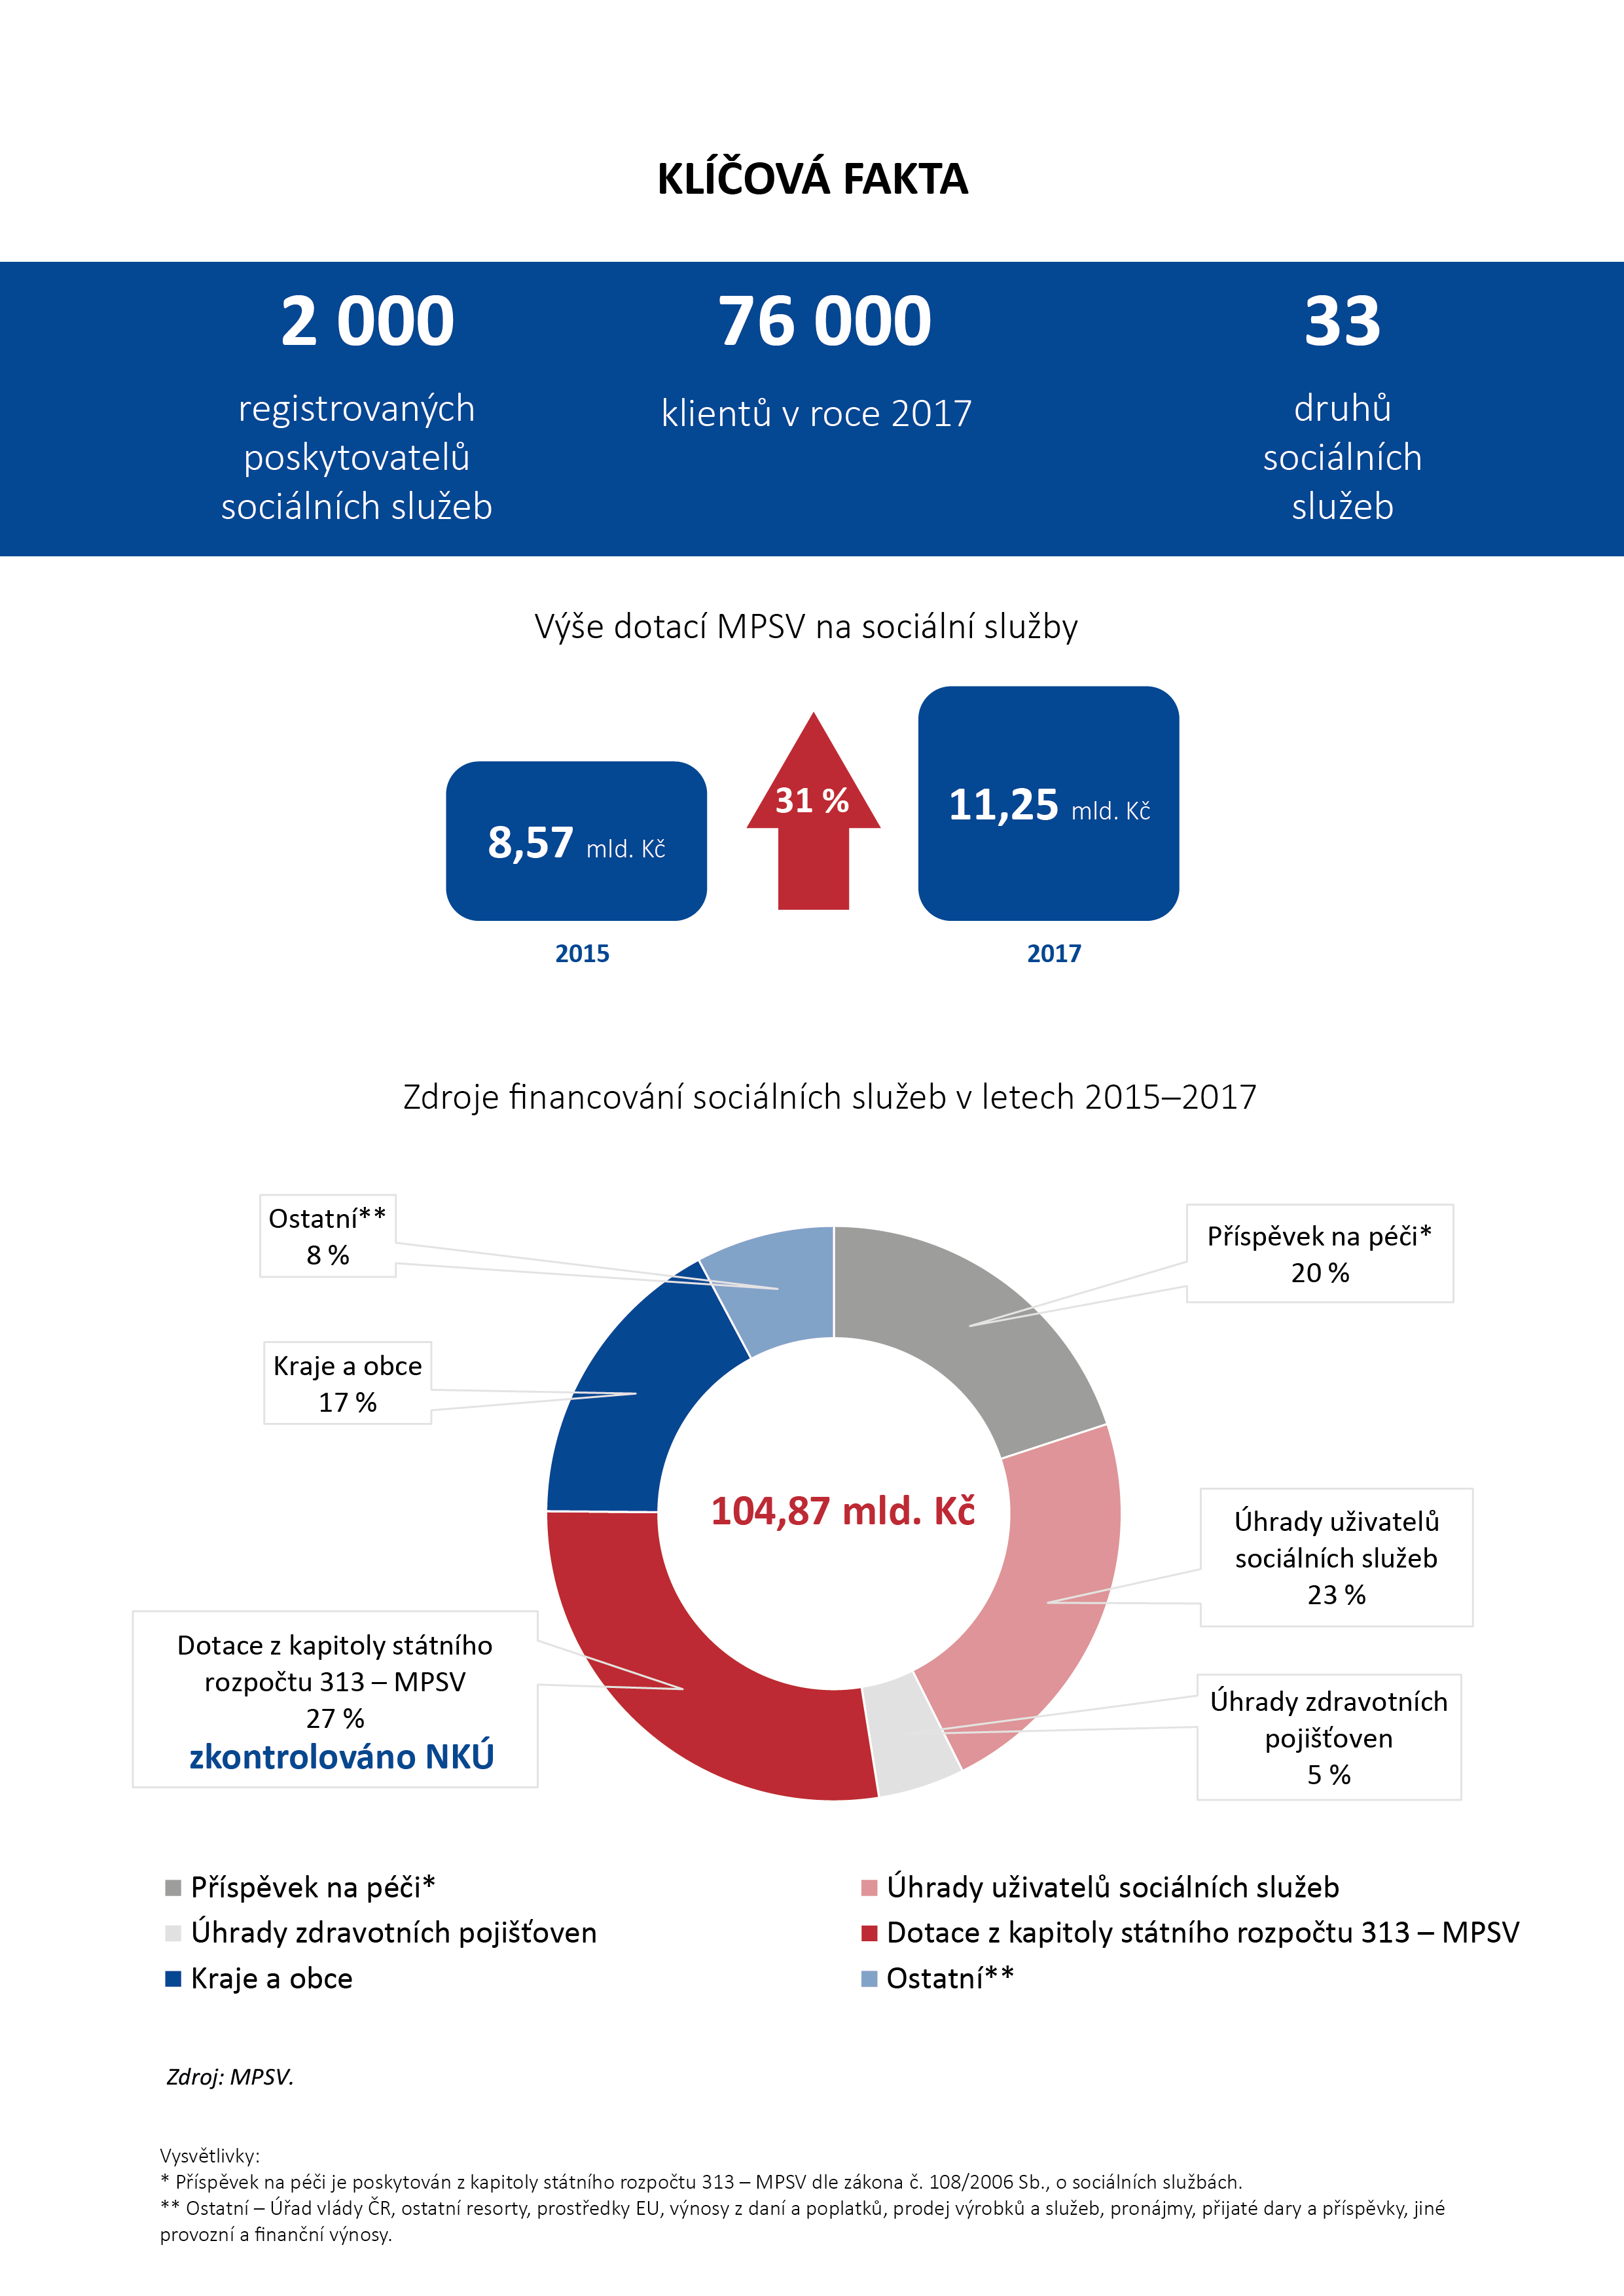 KLÍČOVÁ FAKTA
2 000
registrovaných
poskytovatelů
sociálních služeb
76 000
klientů v roce 2017
33
druhů
sociálních
služeb
Výše dotací MPSV na sociální služby
8,57 mld. Kč
31 %
11,25 mld. Kč
2015
2017
Zdroje financování sociálních služeb v letech 2015–2017
Ostatní**
8 %
Příspěvek na péči*
20 %
Kraje a obce
17 %
104,87 mld. Kč
Úhrady uživatelů
sociálních služeb
23 %
Dotace z kapitoly státního
rozpočtu 313 – MPSV
27 %
zkontrolováno NKÚ
Úhrady zdravotních
pojišťoven
5 %
Příspěvek na péči*
Úhrady uživatelů sociálních služeb
Úhrady zdravotních pojišťoven
Dotace z kapitoly státního rozpočtu 313 – MPSV
Kraje a obce
Ostatní**
Zdroj: MPSV.
Vysvětlivky:
* Příspěvek na péči je poskytován z kapitoly státního rozpočtu 313 – MPSV dle zákona č. 108/2006 Sb., o sociálních službách.
** Ostatní – Úřad vlády ČR, ostatní resorty, prostředky EU, výnosy z daní a poplatků, prodej výrobků a služeb, pronájmy, přijaté dary a příspěvky, jiné
provozní a finanční výnosy.